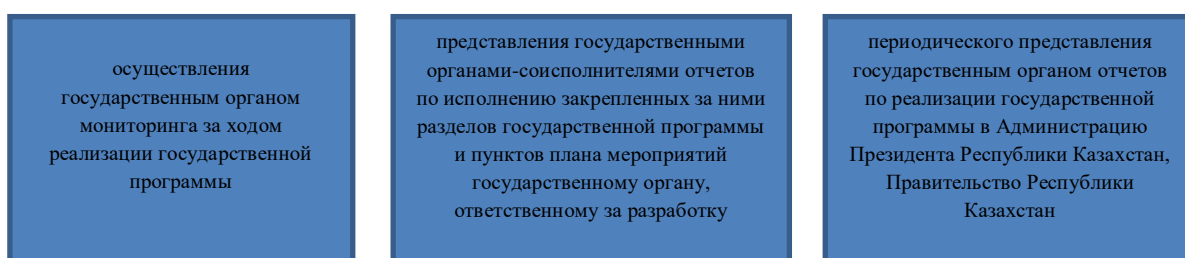 осуществления
государственным органом
мониторинга за ходом
реализации государственной
программы
представления государственными
органами-соисполнителями отчетов
по исполнению закрепленных за ними
разделов государственной программы
и пунктов плана мероприятий
государственному органу,
ответственному за разработку
периодического представления
государственным органом отчетов
по реализации государственной
программы в Администрацию
Президента Республики Казахстан,
Правительство Республики
Казахстан